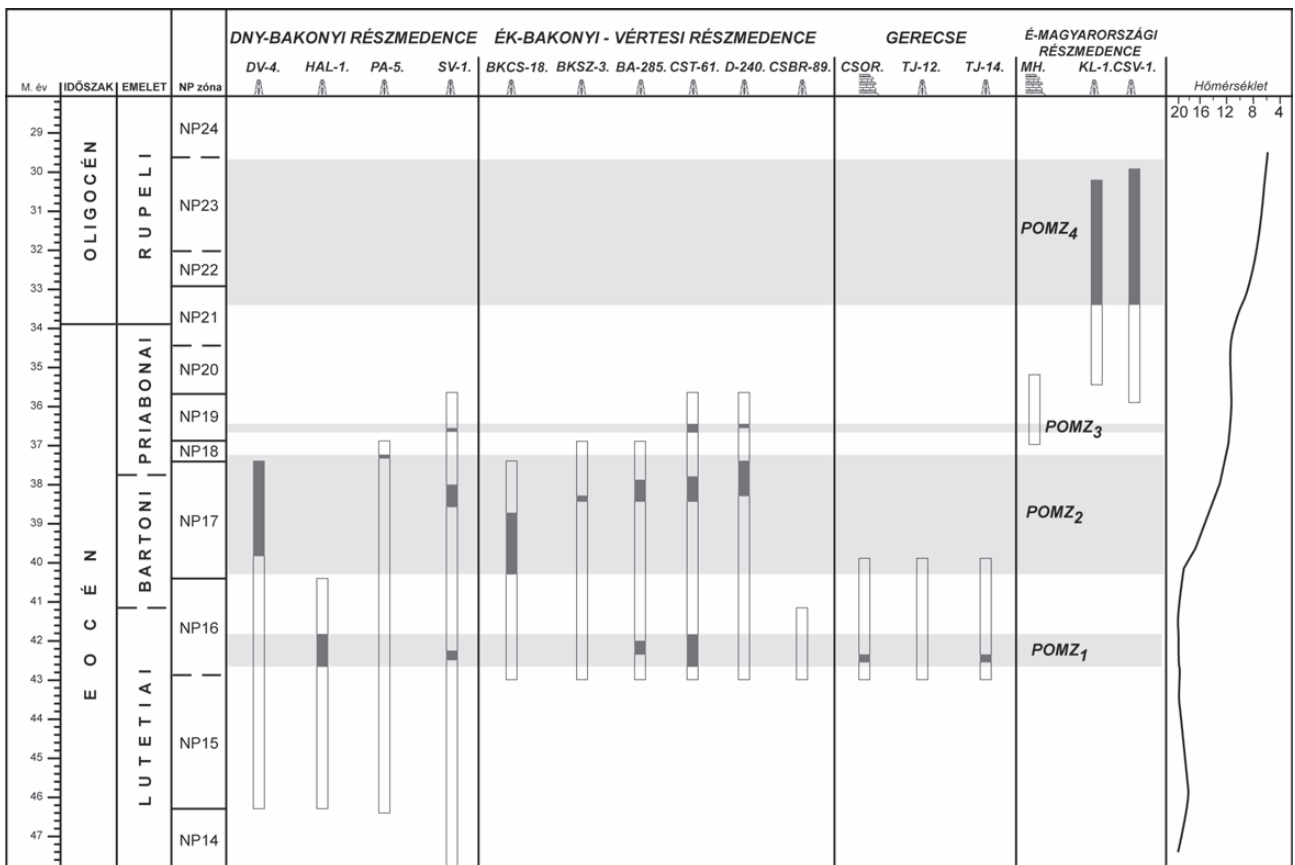 DNY-BAKONYI RÉSZMEDENCE
ÉK-BAKONYI - VÉRTESI RÉSZMEDENCE
GERECSE
É-MAGYARORSZÁGI
RÉSZMEDENCE
DV-4. HAL-1. PA-5. SV-1. BKCS-18. BKSZ-3. BA-285. CST-61. D-240. CSBR-89. CSOR. TJ-12. TJ-14. MH. KL-1. CSV-1.
M. év IDŐSZAK EMELET NP zóna
Hőmérséklet
20 16 12 8 4
29
30
31
32
33
34
35
36
37
38
39
40
41
42
43
44
45
46
47
OLIGOCÉN
EOCÉN
RUPELI
PRIABONAI
BARTONI
LUTETIAI
NP24
NP23
NP22
NP21
NP20
NP19
NP18
NP17
NP16
NP15
NP14
POMZ4
POMZ3
POMZ2
POMZ1